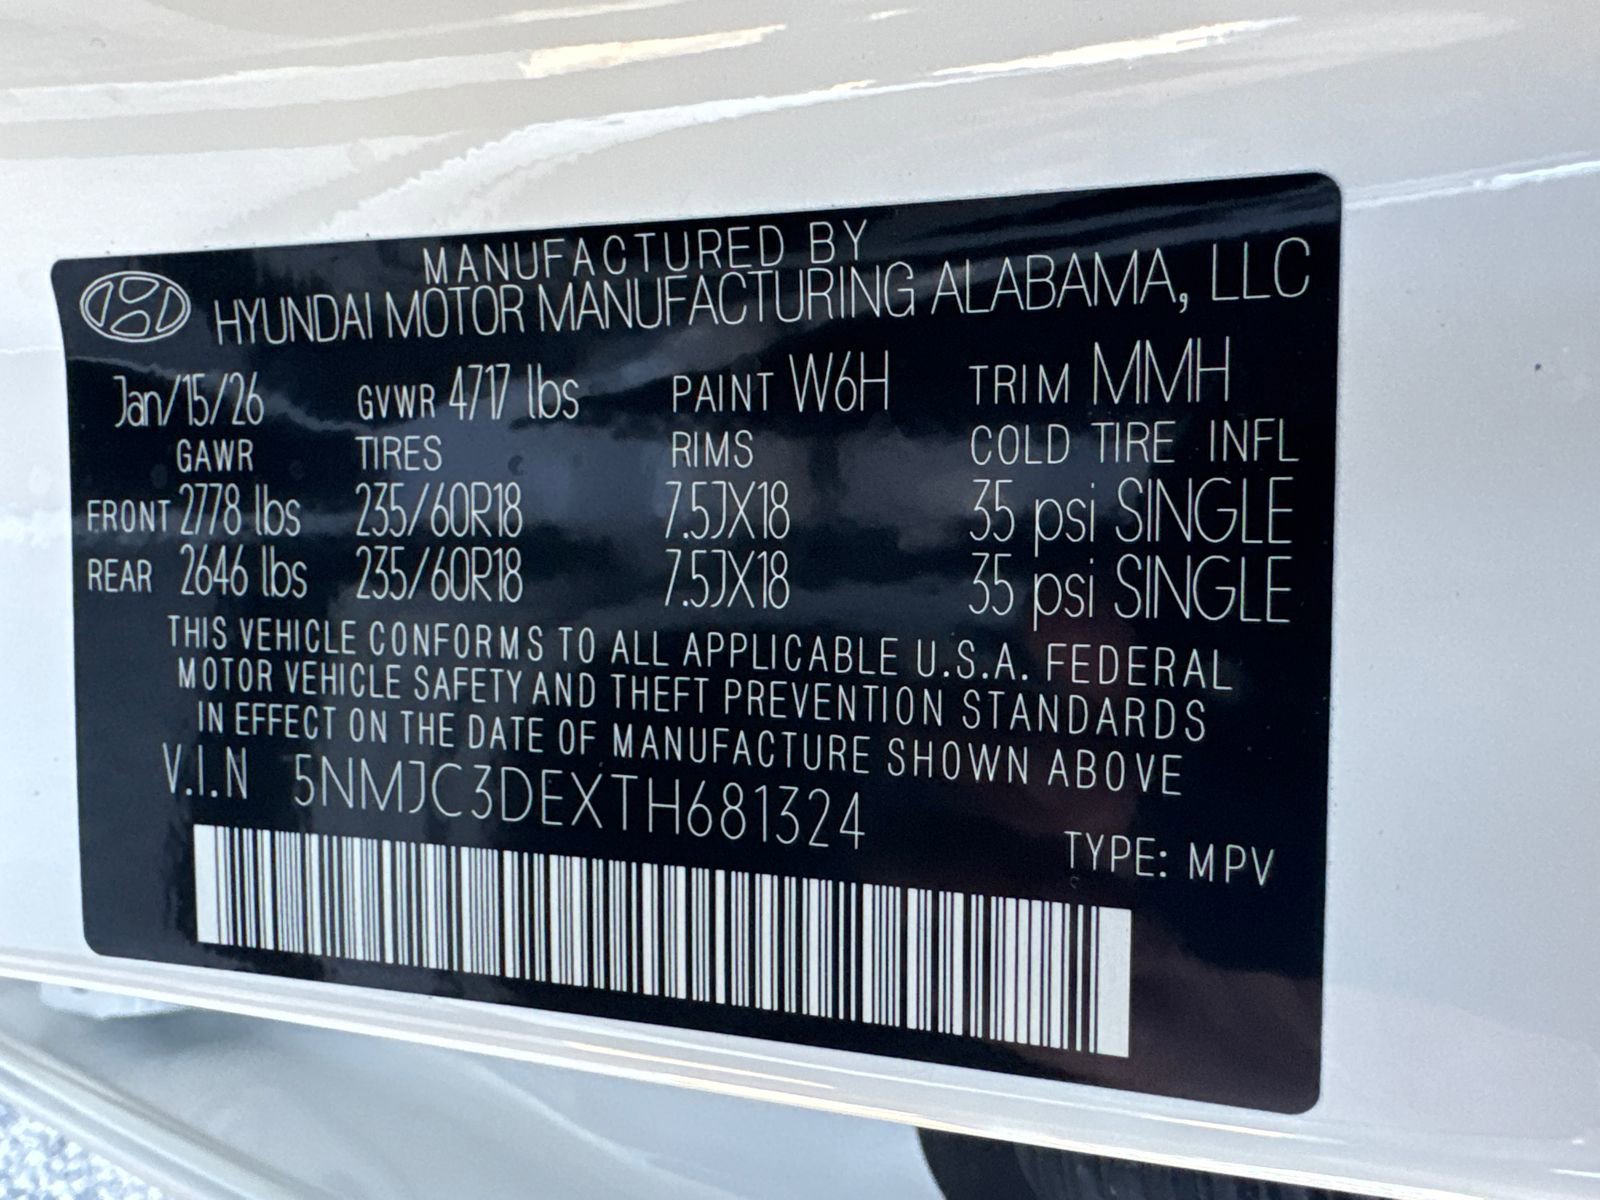 MANUFACTURED BY
HYUNDAI MOTOR MANUFACTURING ALABAMA, LLC
Jan/15/26 GVWR 4717 lbs PAINT W6H TRIM MMH
GAWR TIRES RIMS COLD TIRE INFL
FRONT 2778 lbs 235/60R18 7.5JX18 35 psi SINGLE
REAR 2646 lbs 235/60R18 7.5JX18 35 psi SINGLE
THIS VEHICLE CONFORMS TO ALL APPLICABLE U.S.A. FEDERAL
MOTOR VEHICLE SAFETY AND THEFT PREVENTION STANDARDS
IN EFFECT ON THE DATE OF MANUFACTURE SHOWN ABOVE
V.I.N 5NMJC3DEXTH681324
TYPE: MPV